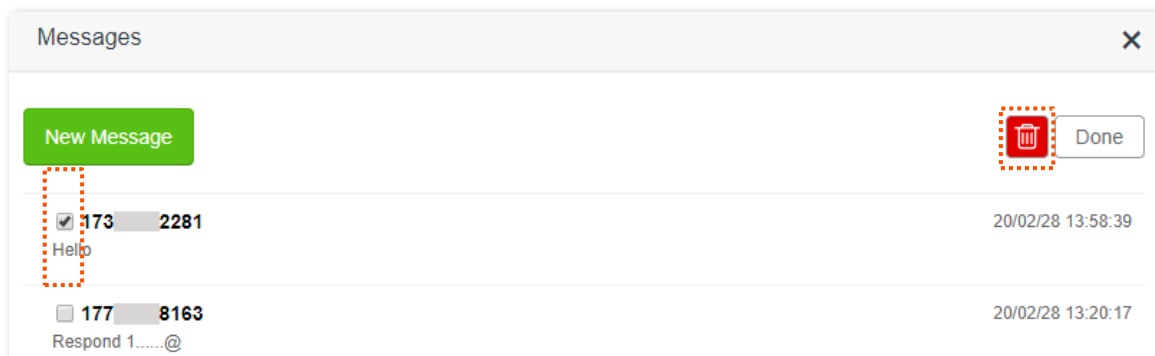 Messages
New Message
Done
173 2281
20/02/28 13:58:39
Hello
177 8163
20/02/28 13:20:17
Respond 1......@